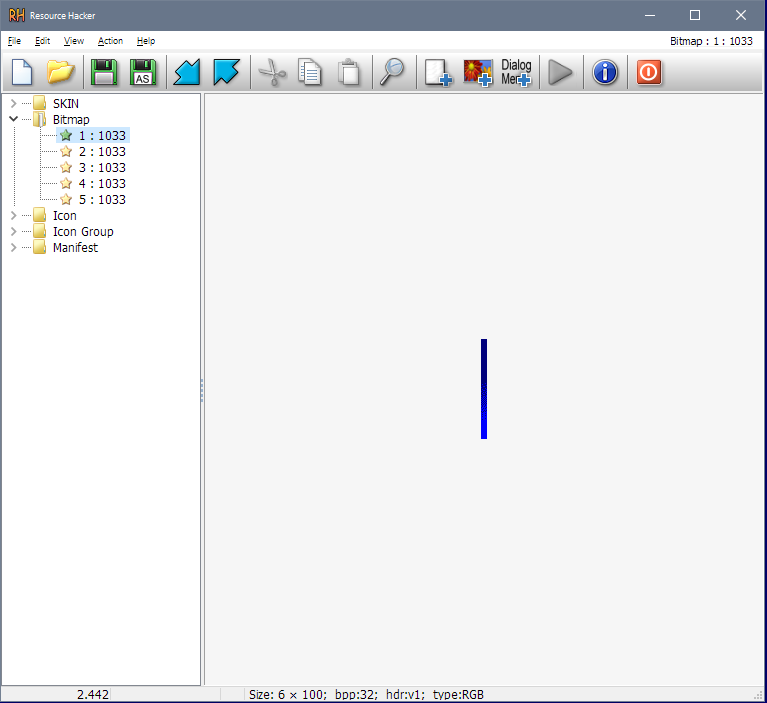 Resource Hacker
File Edit View Action Help Bitmap : 1 : 1033
AS Dialog
Men
SKIN
Bitmap
1 : 1033
2 : 1033
3 : 1033
4 : 1033
5 : 1033
Icon
Icon Group
Manifest
2.442 Size: 6 × 100; bpp:32; hdr:v1; type:RGB